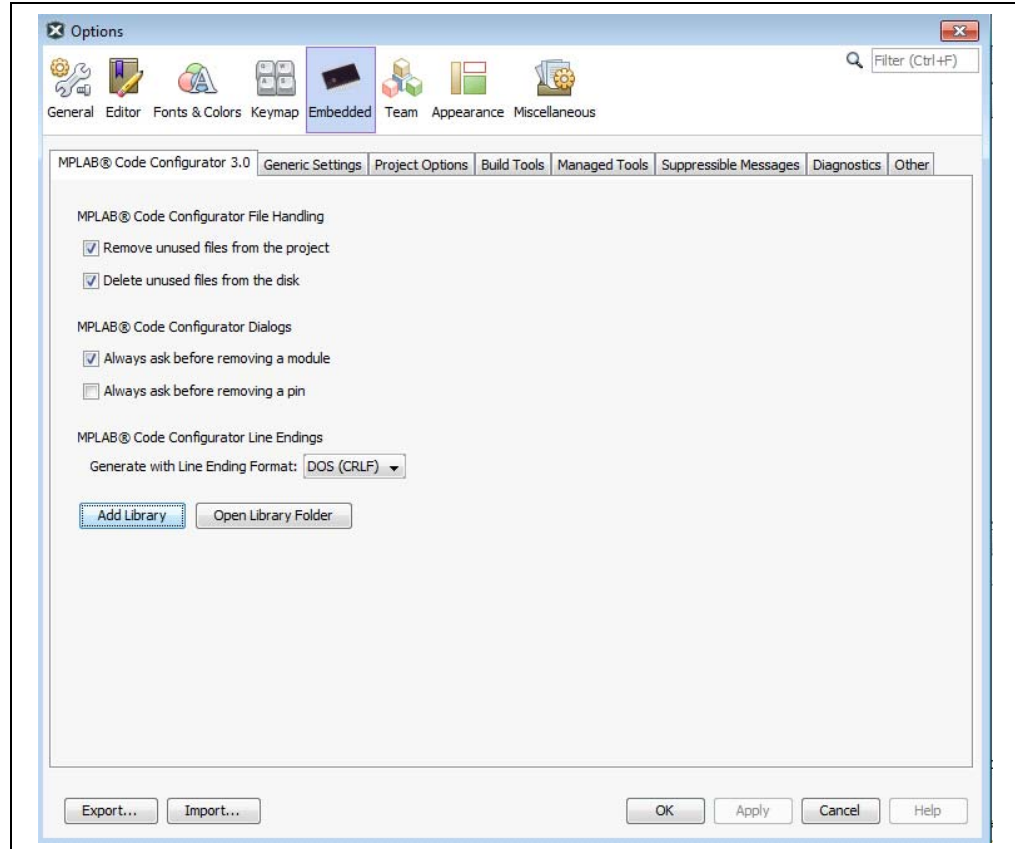 Options
Filter (Ctrl+F)
General Editor Fonts & Colors Keymap Embedded Team Appearance Miscellaneous
MPLAB® Code Configurator 3.0 Generic Settings Project Options Build Tools Managed Tools Suppressible Messages Diagnostics Other
MPLAB® Code Configurator File Handling
Remove unused files from the project
Delete unused files from the disk
MPLAB® Code Configurator Dialogs
Always ask before removing a module
Always ask before removing a pin
MPLAB® Code Configurator Line Endings
Generate with Line Ending Format: DOS (CRLF)
Add Library Open Library Folder
Export... Import... OK Apply Cancel Help